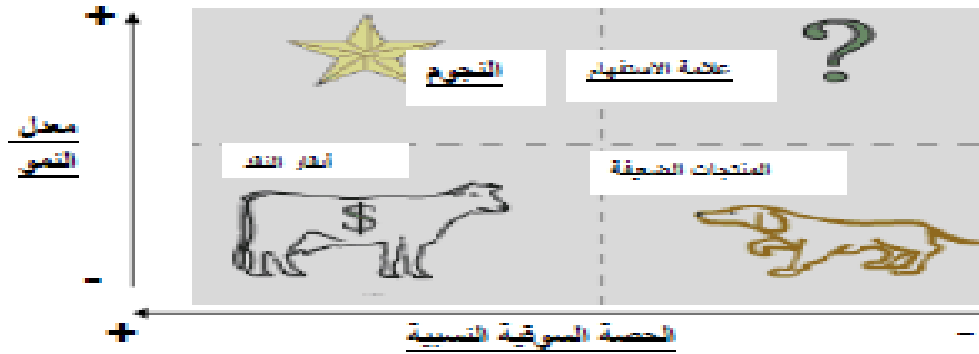 +
النجوم
علامة الاستفهام
?
معدل
النمو
أبقار النقد
المنتجات الضعيفة
$
-
+
الحصة السوقية النسبية
-